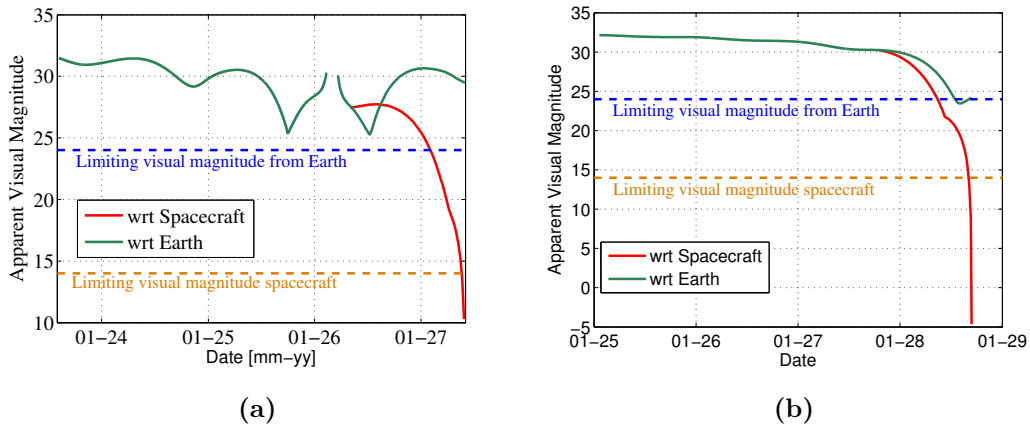 35
30
25
20
15
10
Apparent Visual Magnitude
Limiting visual magnitude from Earth
wrt Spacecraft
wrt Earth
Limiting visual magnitude spacecraft
01−24
01−25
01−26
01−27
Date [mm−yy]
(a)
35
30
25
20
15
10
5
0
−5
Apparent Visual Magnitude
Limiting visual magnitude from Earth
Limiting visual magnitude spacecraft
wrt Spacecraft
wrt Earth
01−25
01−26
01−27
01−28
01−29
Date
(b)